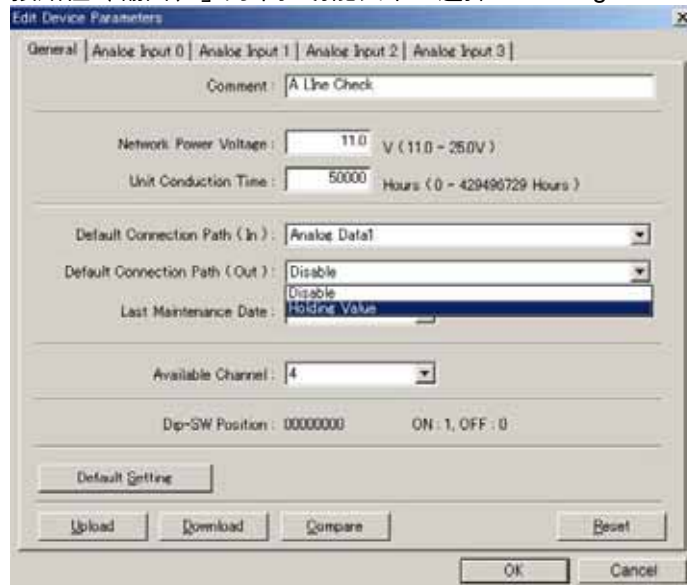 Edit Device Parameters
General Analog Input 0 Analog Input 1 Analog Input 2 Analog Input 3
Comment : A Line Check
Network Power Voltage : 11.0 V (11.0 - 25.0V)
Unit Conduction Time : 50000 Hours (0 - 429496729 Hours)
Default Connection Path (In) : Analog Data1
Default Connection Path (Out) : Disable
Disable
Holding Value
Last Maintenance Date :
Available Channel : 4
Dip-SW Position : 00000000 ON : 1, OFF : 0
Default Setting
Upload Download Compare Reset
OK Cancel